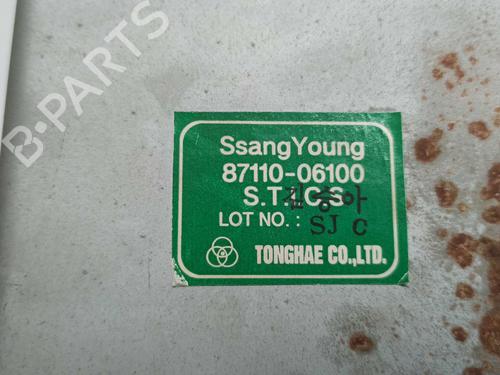 B-PARTS
SsangYoung
87110-06100
S.T.I.C.S
LOT NO. : SJ C
TONGHAE CO.,LTD.